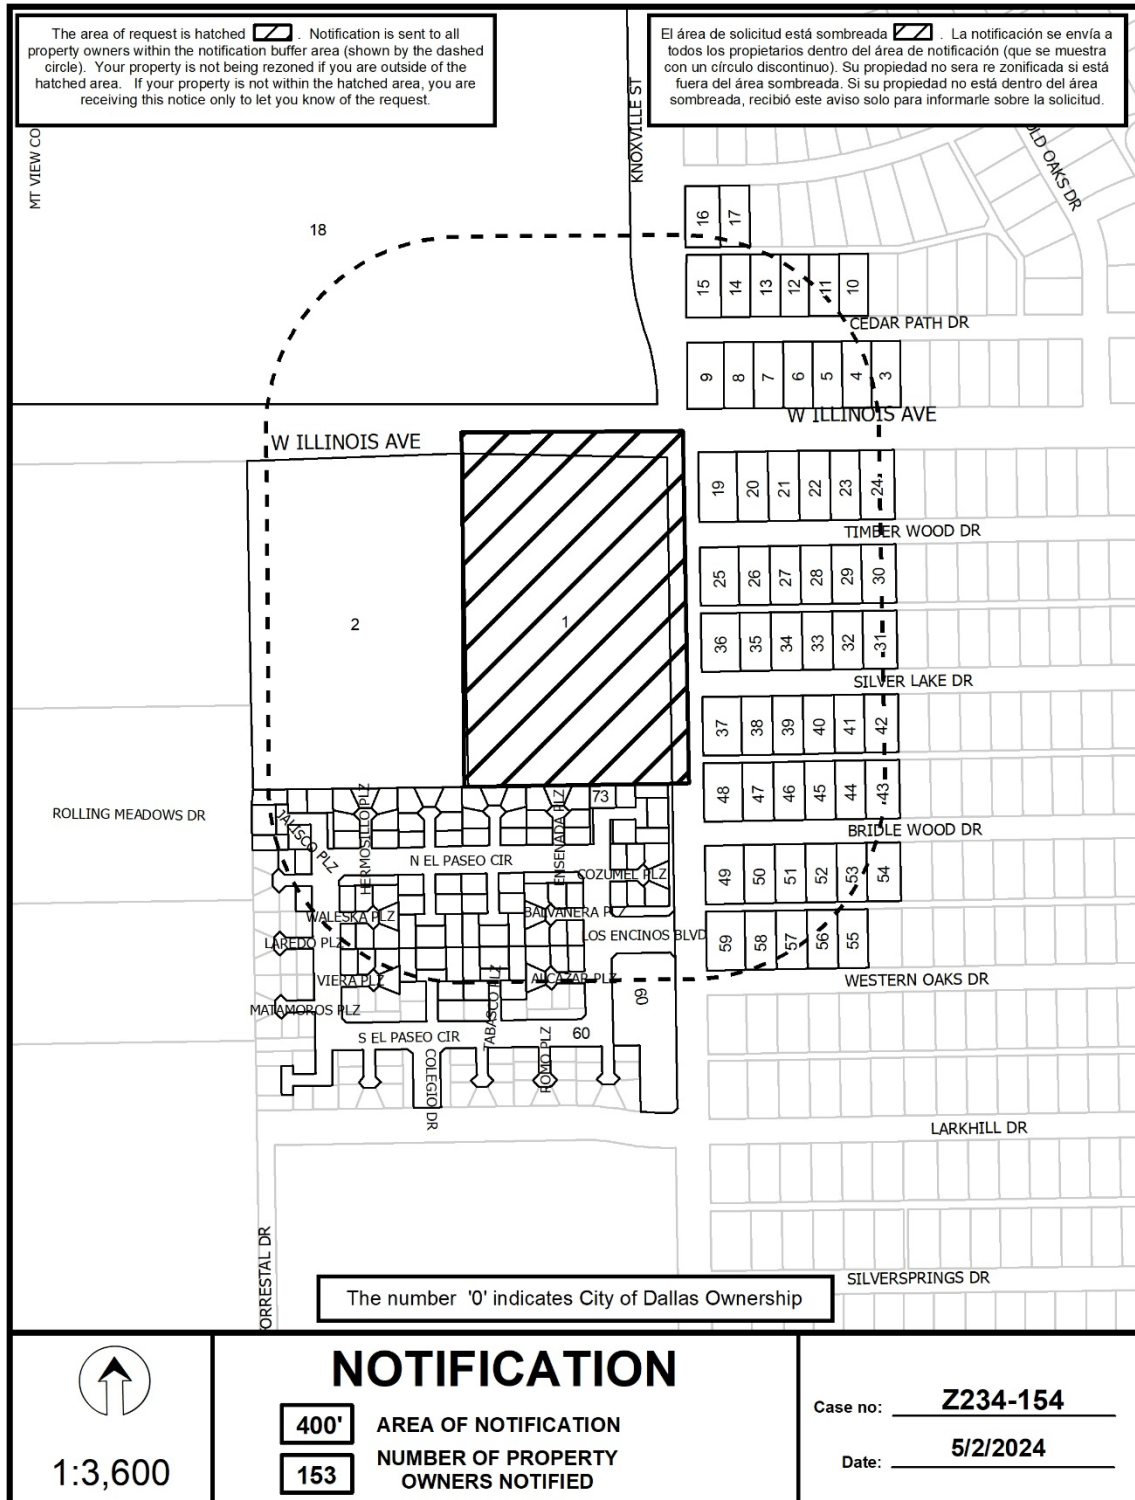 The area of request is hatched . Notification is sent to all
property owners within the notification buffer area (shown by the dashed
circle). Your property is not being rezoned if you are outside of the
hatched area. If your property is not within the hatched area, you are
receiving this notice only to let you know of the request.
El área de solicitud está sombreada . La notificación se envía a
todos los propietarios dentro del área de notificación (que se muestra
con un círculo discontinuo). Su propiedad no sera re zonificada si está
fuera del área sombreada. Si su propiedad no está dentro del área
sombreada, recibió este aviso solo para informarle sobre la solicitud.
MT VIEW CO
KNOXVILLE ST
OLD OAKS DR
18
16
17
15
14
13
12
11
10
CEDAR PATH DR
9
8
7
6
5
4
3
W ILLINOIS AVE
W ILLINOIS AVE
19
20
21
22
23
24
TIMBER WOOD DR
25
26
27
28
29
30
2
1
36
35
34
33
32
31
SILVER LAKE DR
37
38
39
40
41
42
48
47
46
45
44
43
ROLLING MEADOWS DR
JALISCO PLZ
HERMOSILLO PLZ
ENSENADA PLZ
73
BRIDLE WOOD DR
N EL PASEO CIR
COZUMEL PLZ
49
50
51
52
53
54
WALESKA PLZ
BALVANERA PLZ
LAREDO PLZ
LOS ENCINOS BLVD
59
58
57
56
55
VIERA PLZ
ALCAZAR PLZ
WESTERN OAKS DR
MATAMOROS PLZ
TABASCO PLZ
60
S EL PASEO CIR
60
COLEGIO DR
ROMO PLZ
LARKHILL DR
FORRESTAL DR
SILVERSPRINGS DR
The number '0' indicates City of Dallas Ownership
1:3,600
NOTIFICATION
400' AREA OF NOTIFICATION
153 NUMBER OF PROPERTY
OWNERS NOTIFIED
Case no: Z234-154
Date: 5/2/2024